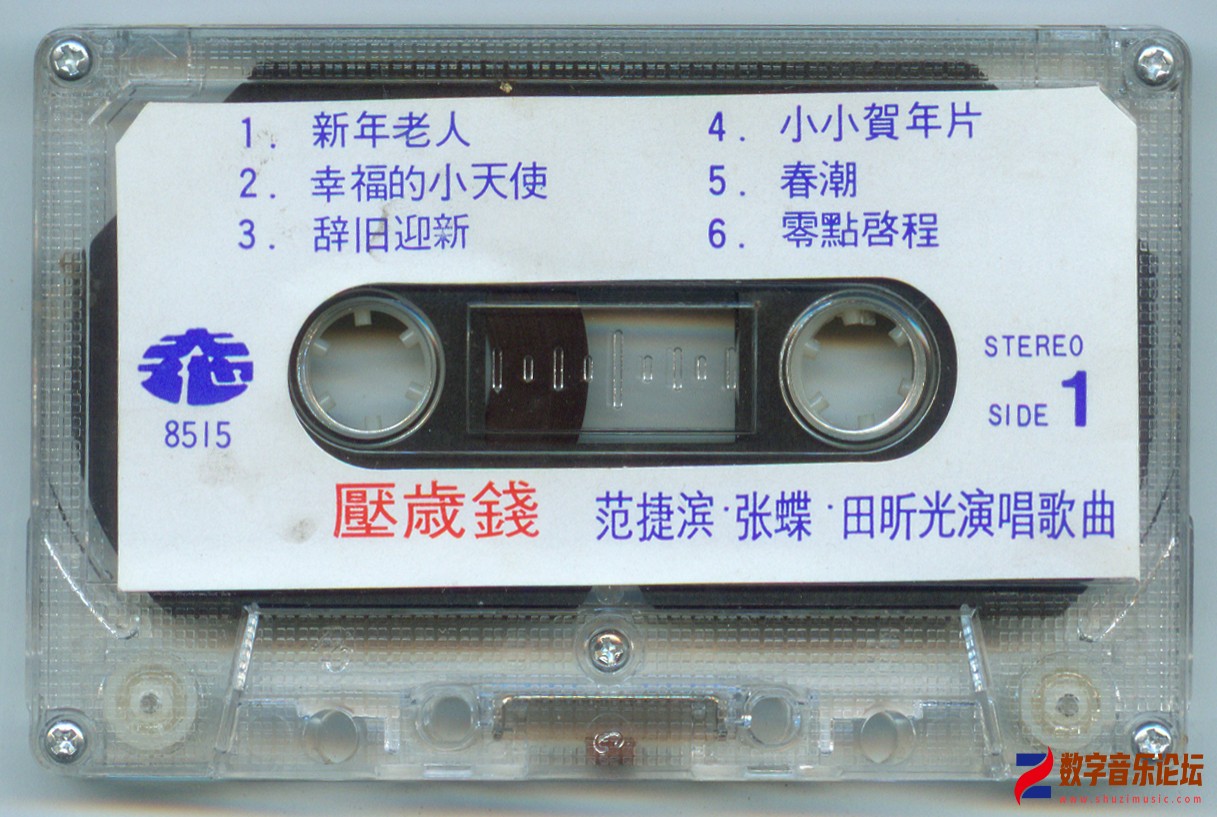 1. 新年老人
2. 幸福的小天使
3. 辞旧迎新
4. 小小賀年片
5. 春潮
6. 零點啓程
8515
STEREO
SIDE 1
壓歲錢
范捷滨·张蝶·田昕光演唱歌曲
数字音乐论坛
www.shuzimusic.com